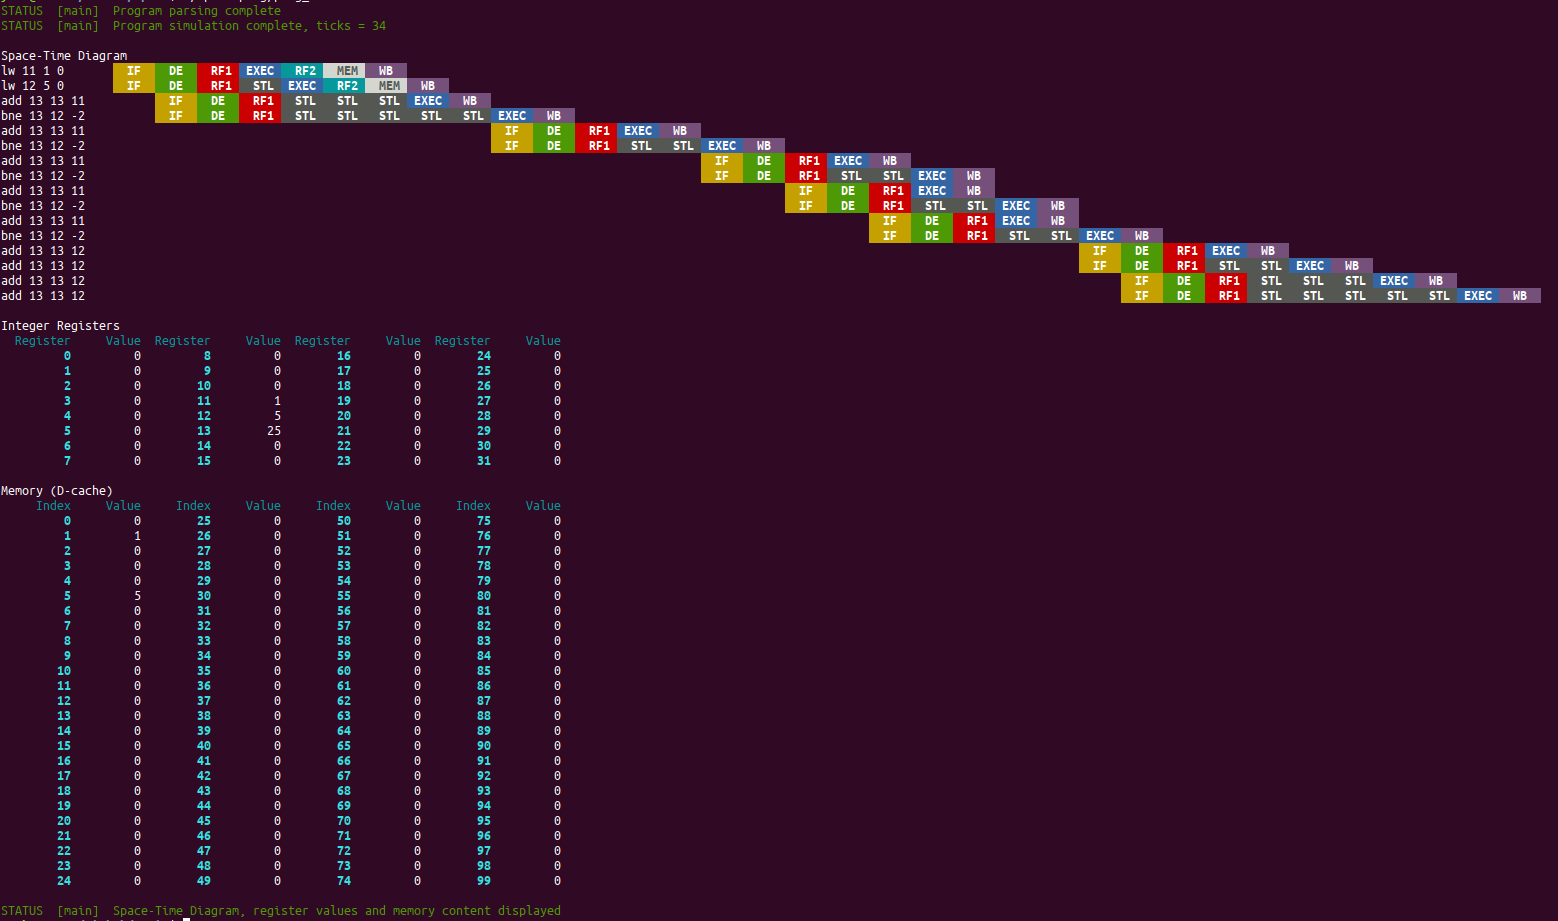 STATUS [main] Program parsing complete
STATUS [main] Program simulation complete, ticks = 34
Space-Time Diagram
lw 11 1 0 IF DE RF1 EXEC RF2 MEM WB
lw 12 5 0 IF DE RF1 STL EXEC RF2 MEM WB
add 13 13 11 IF DE RF1 STL STL STL EXEC WB
bne 13 12 -2 IF DE RF1 STL STL STL STL STL EXEC WB
add 13 13 11 IF DE RF1 EXEC WB
bne 13 12 -2 IF DE RF1 STL STL EXEC WB
add 13 13 11 IF DE RF1 EXEC WB
bne 13 12 -2 IF DE RF1 STL STL EXEC WB
add 13 13 11 IF DE RF1 EXEC WB
bne 13 12 -2 IF DE RF1 STL STL EXEC WB
add 13 13 11 IF DE RF1 EXEC WB
bne 13 12 -2 IF DE RF1 STL STL EXEC WB
add 13 13 12 IF DE RF1 EXEC WB
add 13 13 12 IF DE RF1 STL STL EXEC WB
add 13 13 12 IF DE RF1 STL STL STL EXEC WB
add 13 13 12 IF DE RF1 STL STL STL STL STL EXEC WB
Integer Registers
Register Value Register Value Register Value Register Value
0 0 8 0 16 0 24 0
1 0 9 0 17 0 25 0
2 0 10 0 18 0 26 0
3 0 11 1 19 0 27 0
4 0 12 5 20 0 28 0
5 0 13 25 21 0 29 0
6 0 14 0 22 0 30 0
7 0 15 0 23 0 31 0
Memory (D-cache)
Index Value Index Value Index Value Index Value
0 0 25 0 50 0 75 0
1 1 26 0 51 0 76 0
2 0 27 0 52 0 77 0
3 0 28 0 53 0 78 0
4 0 29 0 54 0 79 0
5 5 30 0 55 0 80 0
6 0 31 0 56 0 81 0
7 0 32 0 57 0 82 0
8 0 33 0 58 0 83 0
9 0 34 0 59 0 84 0
10 0 35 0 60 0 85 0
11 0 36 0 61 0 86 0
12 0 37 0 62 0 87 0
13 0 38 0 63 0 88 0
14 0 39 0 64 0 89 0
15 0 40 0 65 0 90 0
16 0 41 0 66 0 91 0
17 0 42 0 67 0 92 0
18 0 43 0 68 0 93 0
19 0 44 0 69 0 94 0
20 0 45 0 70 0 95 0
21 0 46 0 71 0 96 0
22 0 47 0 72 0 97 0
23 0 48 0 73 0 98 0
24 0 49 0 74 0 99 0
STATUS [main] Space-Time Diagram, register values and memory content displayed